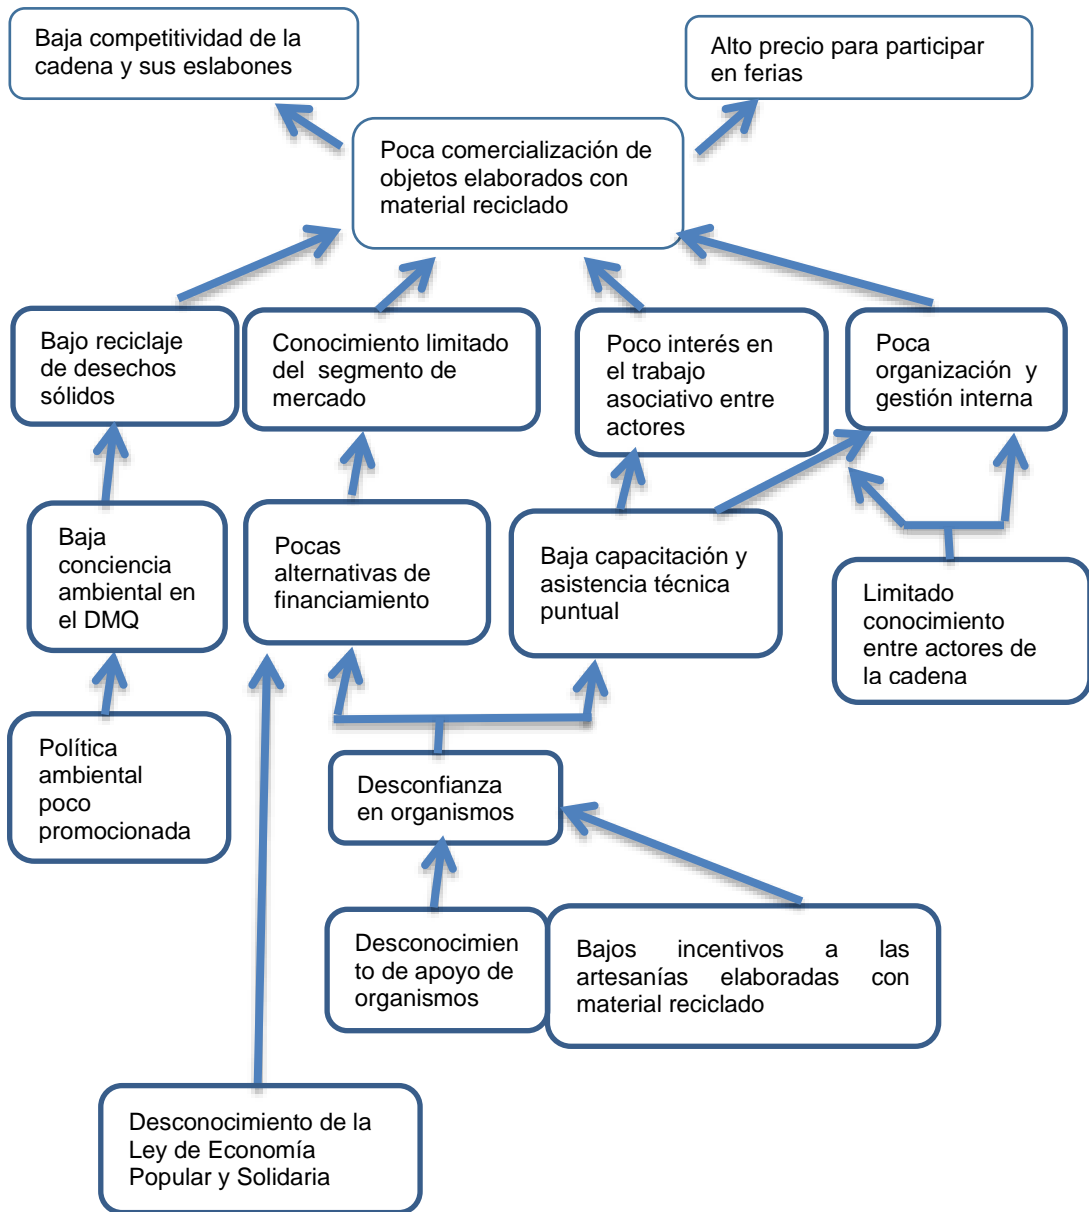 Baja competitividad de la
cadena y sus eslabones
Alto precio para participar
en ferias
Poca comercialización de
objetos elaborados con
material reciclado
Bajo reciclaje
de desechos
sólidos
Conocimiento limitado
del segmento de
mercado
Poco interés en
el trabajo
asociativo entre
actores
Poca
organización y
gestión interna
Baja
conciencia
ambiental en
el DMQ
Pocas
alternativas de
financiamiento
Baja capacitación y
asistencia técnica
puntual
Limitado
conocimiento
entre actores de
la cadena
Política
ambiental
poco
promocionada
Desconfianza
en organismos
Desconocimien
to de apoyo de
organismos
Bajos incentivos a las
artesanías elaboradas con
material reciclado
Desconocimiento de la
Ley de Economía
Popular y Solidaria